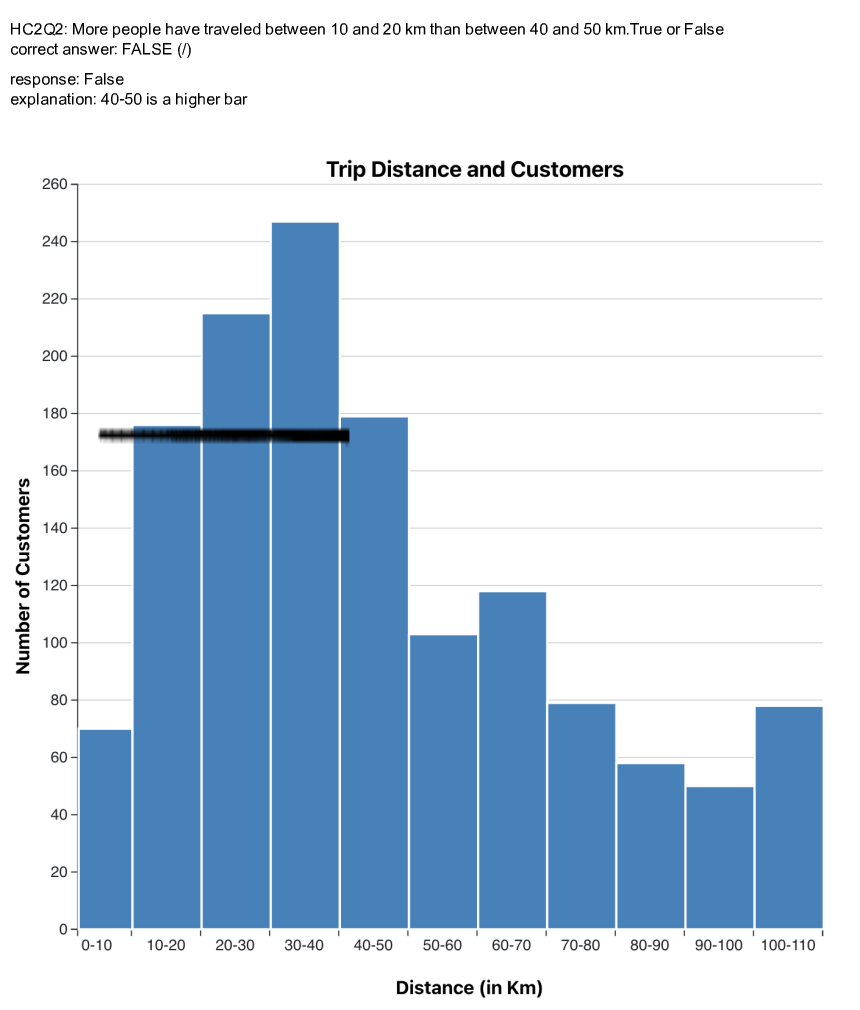 HC2Q2: More people have traveled between 10 and 20 km than between 40 and 50 km.True or False
correct answer: FALSE (/)
response: False
explanation: 40-50 is a higher bar
Trip Distance and Customers
260
240
220
200
180
160
140
120
100
80
60
40
20
0
Number of Customers
0-10 10-20 20-30 30-40 40-50 50-60 60-70 70-80 80-90 90-100 100-110
Distance (in Km)